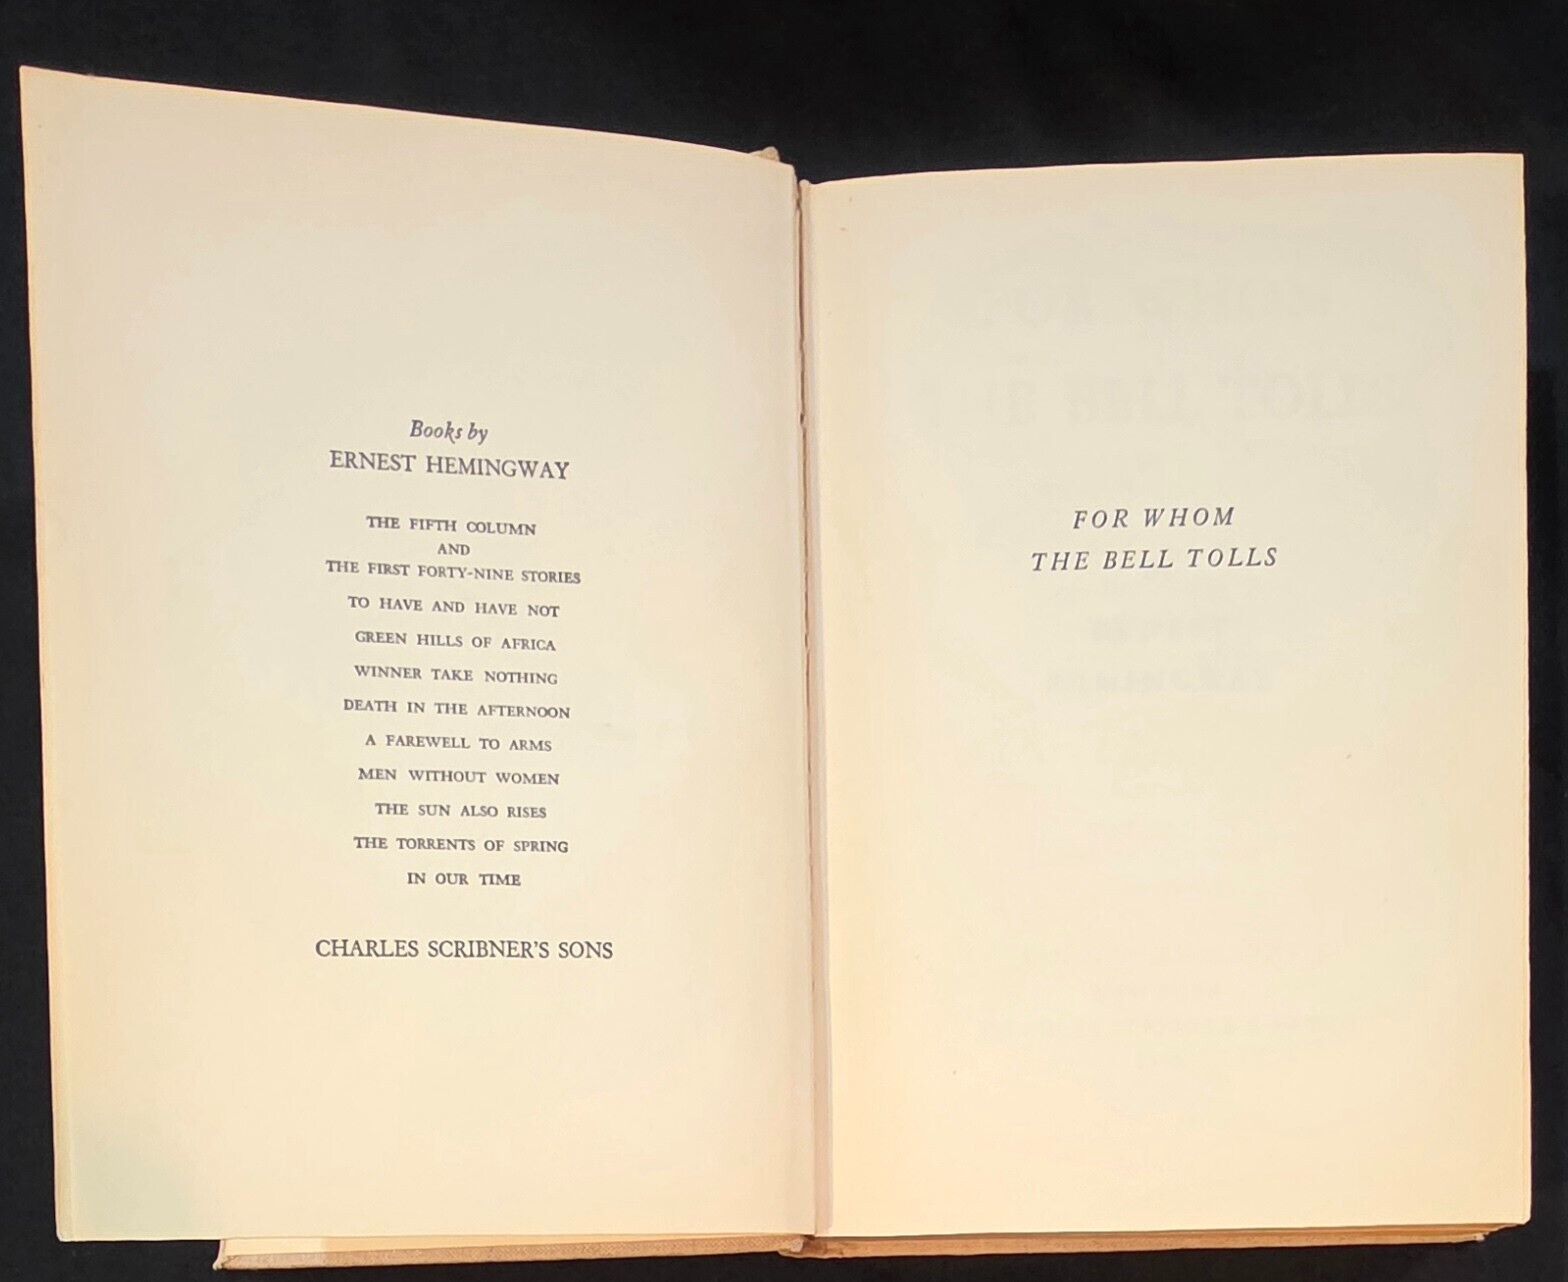 Books by
ERNEST HEMINGWAY
THE FIFTH COLUMN
AND
THE FIRST FORTY-NINE STORIES
TO HAVE AND HAVE NOT
GREEN HILLS OF AFRICA
WINNER TAKE NOTHING
DEATH IN THE AFTERNOON
A FAREWELL TO ARMS
MEN WITHOUT WOMEN
THE SUN ALSO RISES
THE TORRENTS OF SPRING
IN OUR TIME
CHARLES SCRIBNER'S SONS
FOR WHOM
THE BELL TOLLS